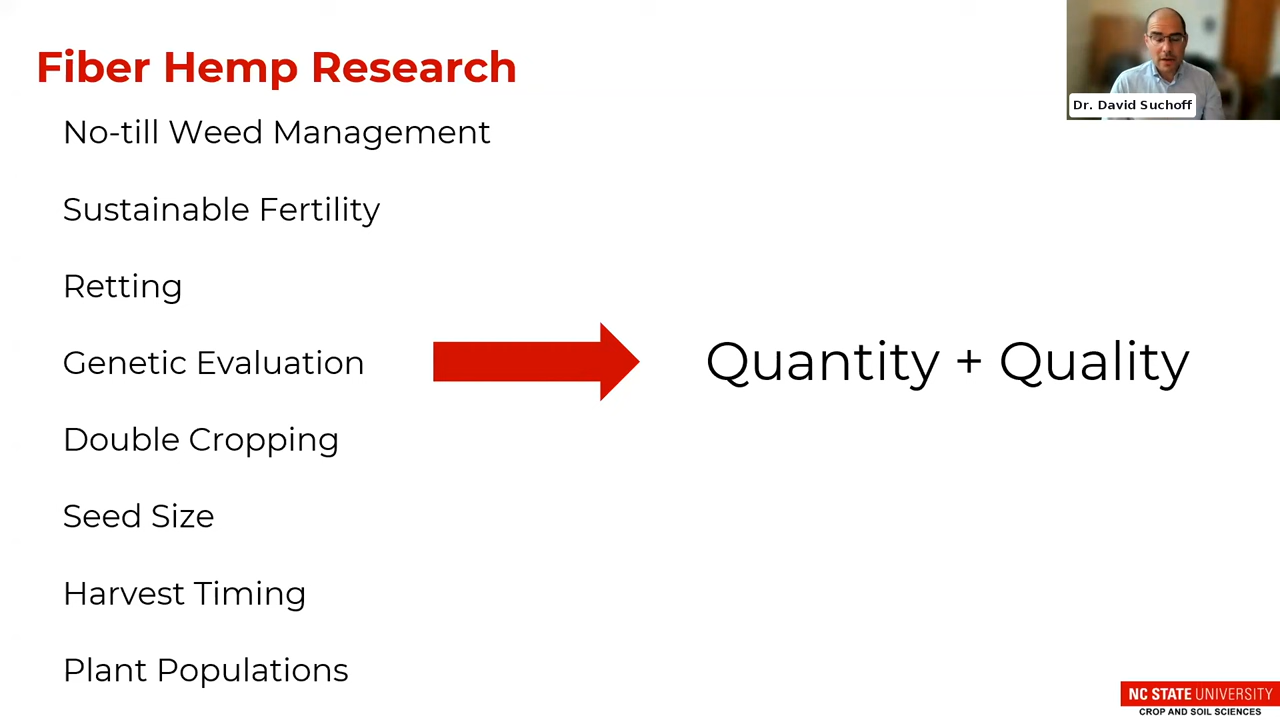 Fiber Hemp Research
Dr. David Suchoff
No-till Weed Management
Sustainable Fertility
Retting
Genetic Evaluation
Quantity + Quality
Double Cropping
Seed Size
Harvest Timing
Plant Populations
NC STATE UNIVERSITY
CROP AND SOIL SCIENCES